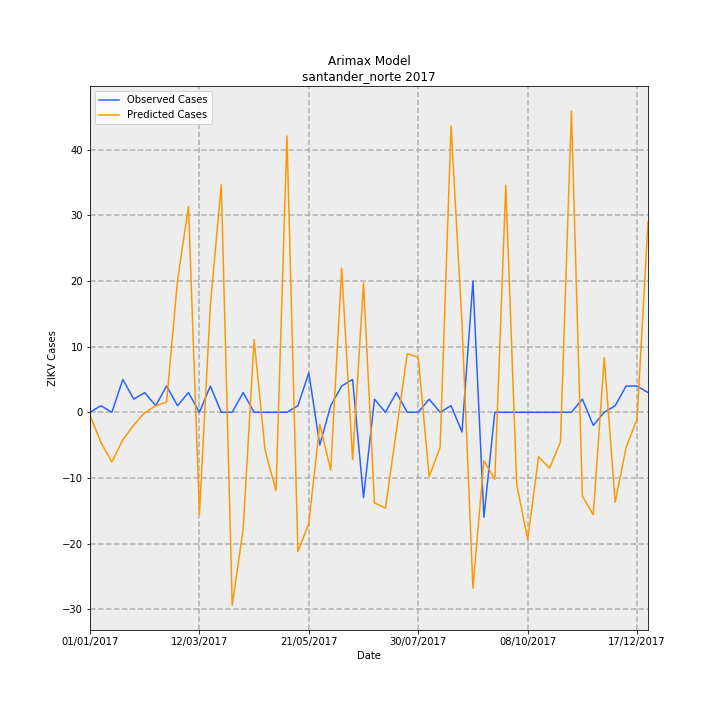 Arimax Model
santander_norte 2017
Observed Cases
Predicted Cases
ZIKV Cases
40
30
20
10
0
−10
−20
−30
01/01/2017 12/03/2017 21/05/2017 30/07/2017 08/10/2017 17/12/2017
Date